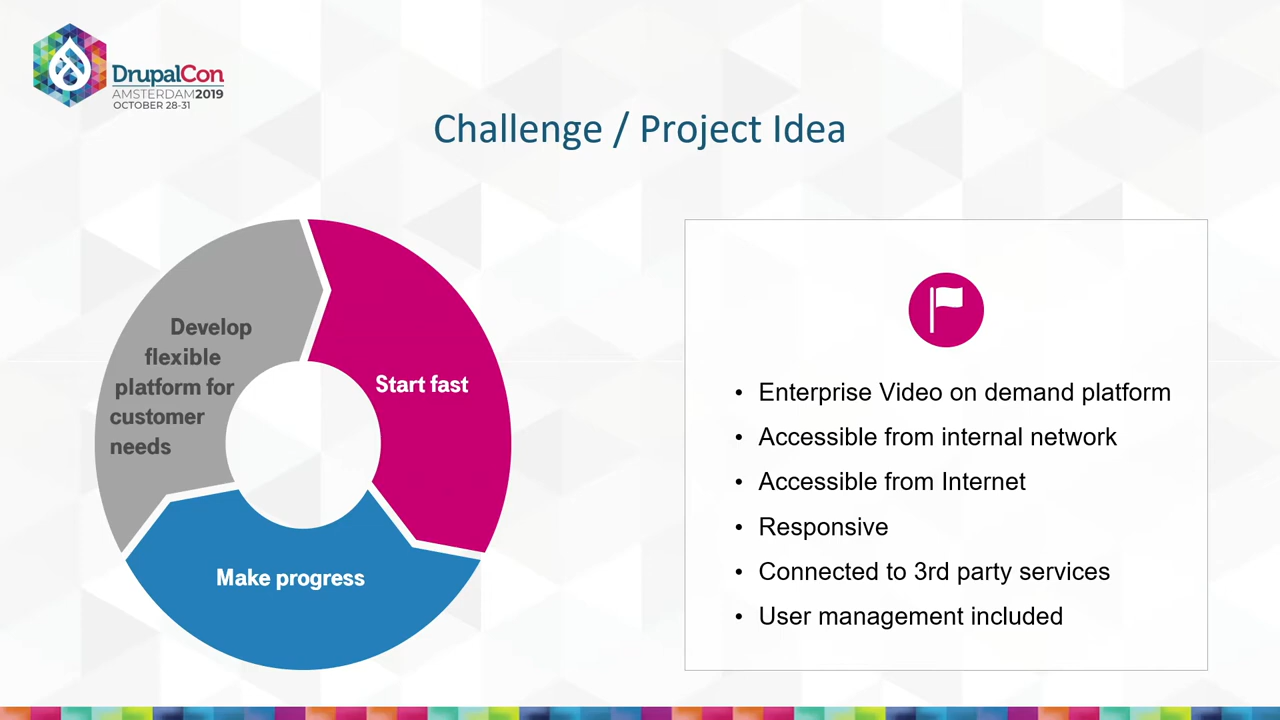 DrupalCon
AMSTERDAM2019
OCTOBER 28-31
Challenge / Project Idea
Develop
flexible
platform for
customer
needs
Start fast
Make progress
• Enterprise Video on demand platform
• Accessible from internal network
• Accessible from Internet
• Responsive
• Connected to 3rd party services
• User management included